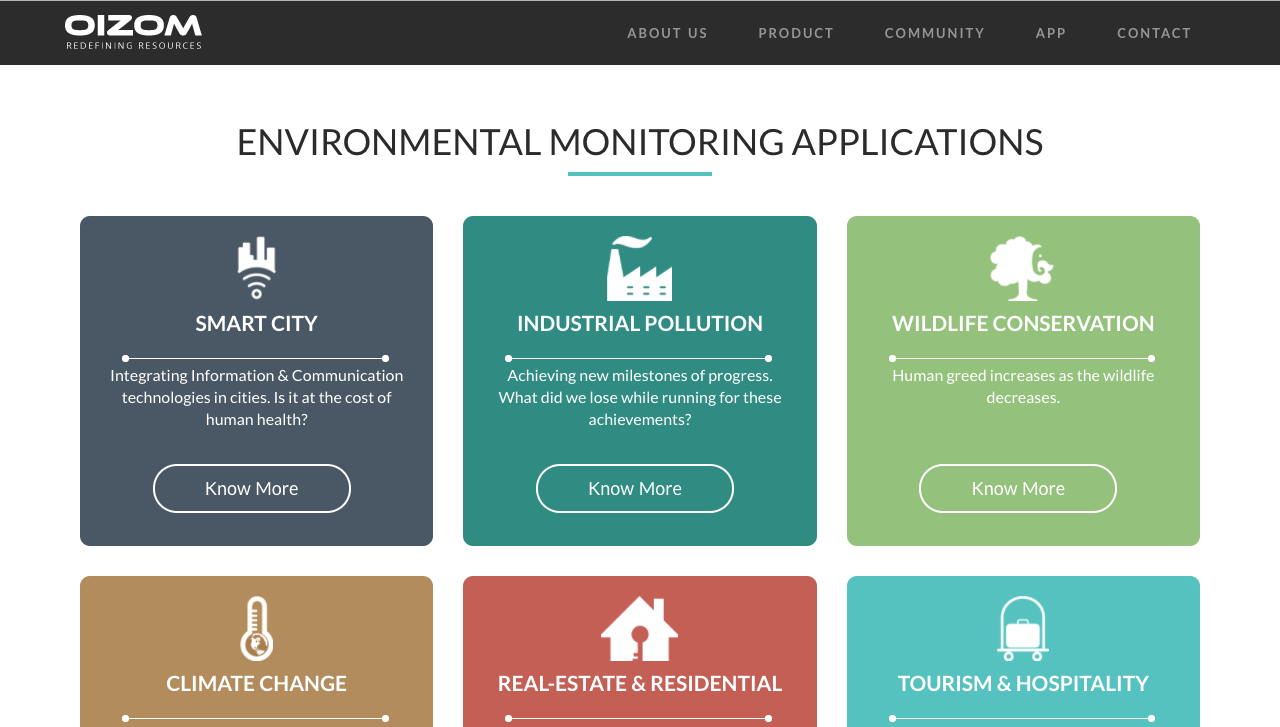 OIZOM
REDEFINING RESOURCES
ABOUT US
PRODUCT
COMMUNITY
APP
CONTACT
ENVIRONMENTAL MONITORING APPLICATIONS
SMART CITY
Integrating Information & Communication
technologies in cities. Is it at the cost of
human health?
Know More
INDUSTRIAL POLLUTION
Achieving new milestones of progress.
What did we lose while running for these
achievements?
Know More
WILDLIFE CONSERVATION
Human greed increases as the wildlife
decreases.
Know More
CLIMATE CHANGE
REAL-ESTATE & RESIDENTIAL
TOURISM & HOSPITALITY